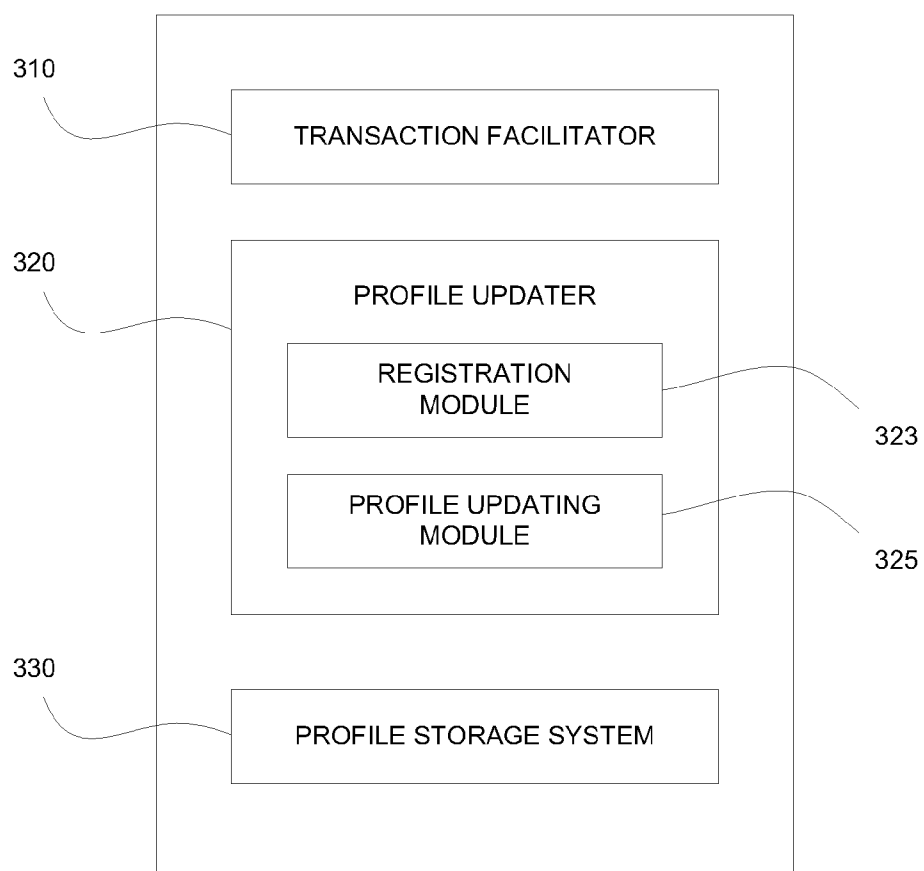 310
TRANSACTION FACILITATOR
320
PROFILE UPDATER
REGISTRATION
MODULE
323
PROFILE UPDATING
MODULE
325
330
PROFILE STORAGE SYSTEM